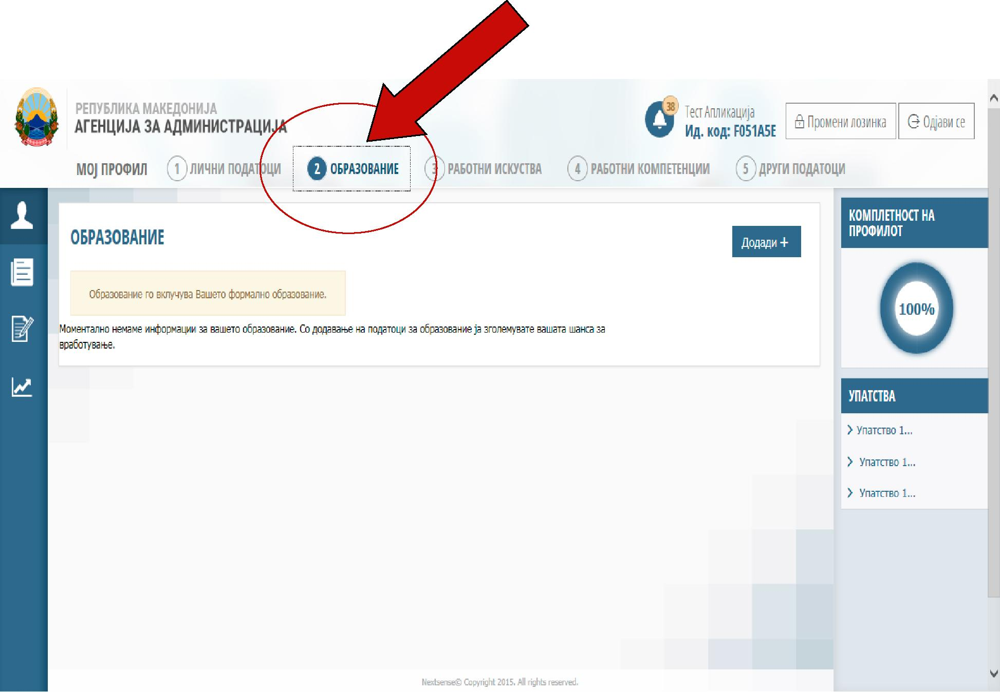 РЕПУБЛИКА МАКЕДОНИЈА
АГЕНЦИЈА ЗА АДМИНИСТРАЦИЈА
38
Тест Апликација
Ид. код: F051A5E
Промени лозинка
Одјави се
МОЈ ПРОФИЛ
1 ЛИЧНИ ПОДАТОЦИ
2 ОБРАЗОВАНИЕ
3 РАБОТНИ ИСКУСТВА
4 РАБОТНИ КОМПЕТЕНЦИИ
5 ДРУГИ ПОДАТОЦИ
ОБРАЗОВАНИЕ
Додади +
Образование го вклучува Вашето формално образование.
Моментално немаме информации за вашето образование. Со додавање на податоци за образование ја зголемувате вашата шанса за
вработување.
КОМПЛЕТНОСТ НА
ПРОФИЛОТ
100%
УПАТСТВА
Упатство 1...
Упатство 1...
Упатство 1...
Nextsense© Copyright 2015. All rights reserved.